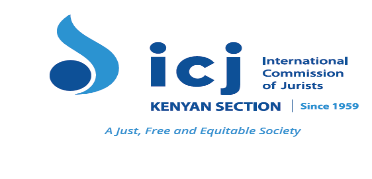 icj International
Commission
of Jurists
KENYAN SECTION | Since 1959
A Just, Free and Equitable Society